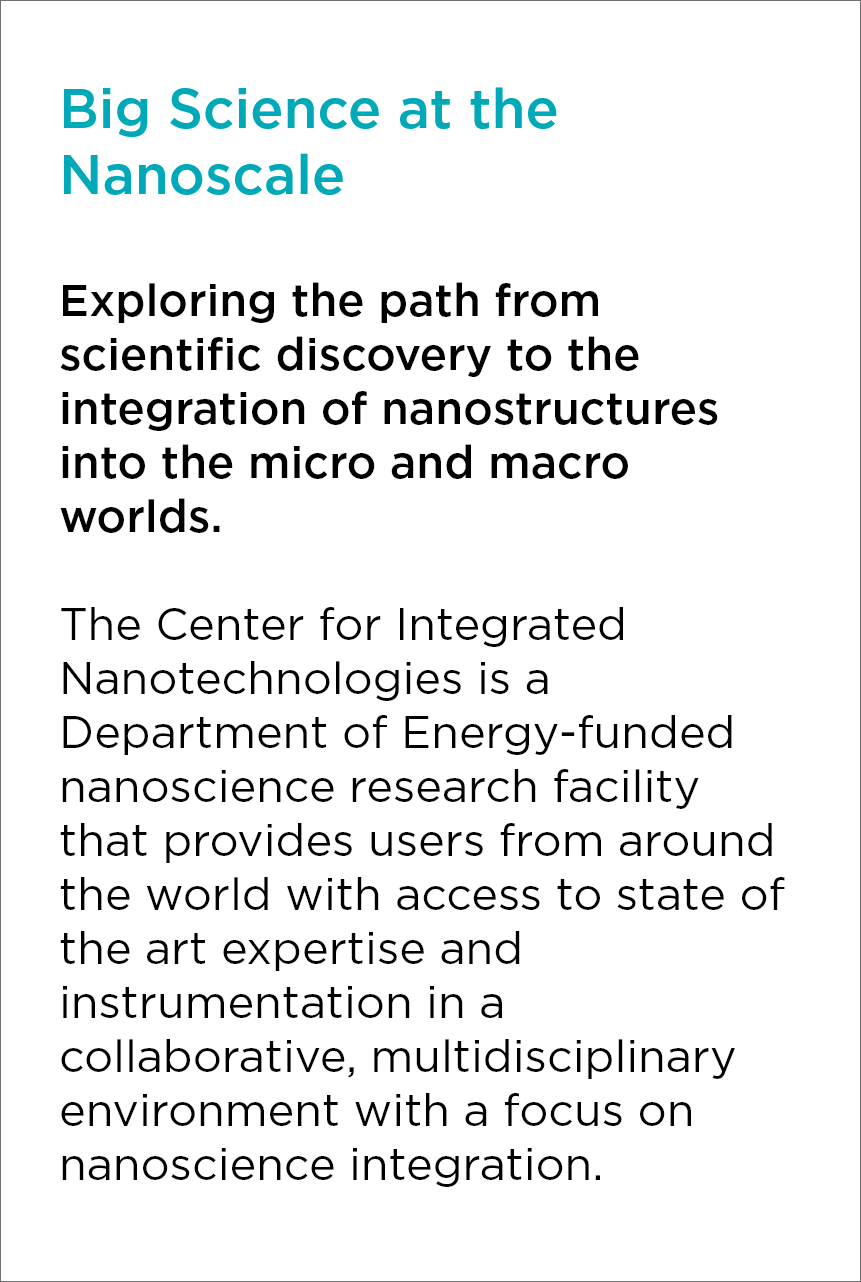 Big Science at the
Nanoscale
Exploring the path from
scientific discovery to the
integration of nanostructures
into the micro and macro
worlds.
The Center for Integrated
Nanotechnologies is a
Department of Energy-funded
nanoscience research facility
that provides users from around
the world with access to state of
the art expertise and
instrumentation in a
collaborative, multidisciplinary
environment with a focus on
nanoscience integration.